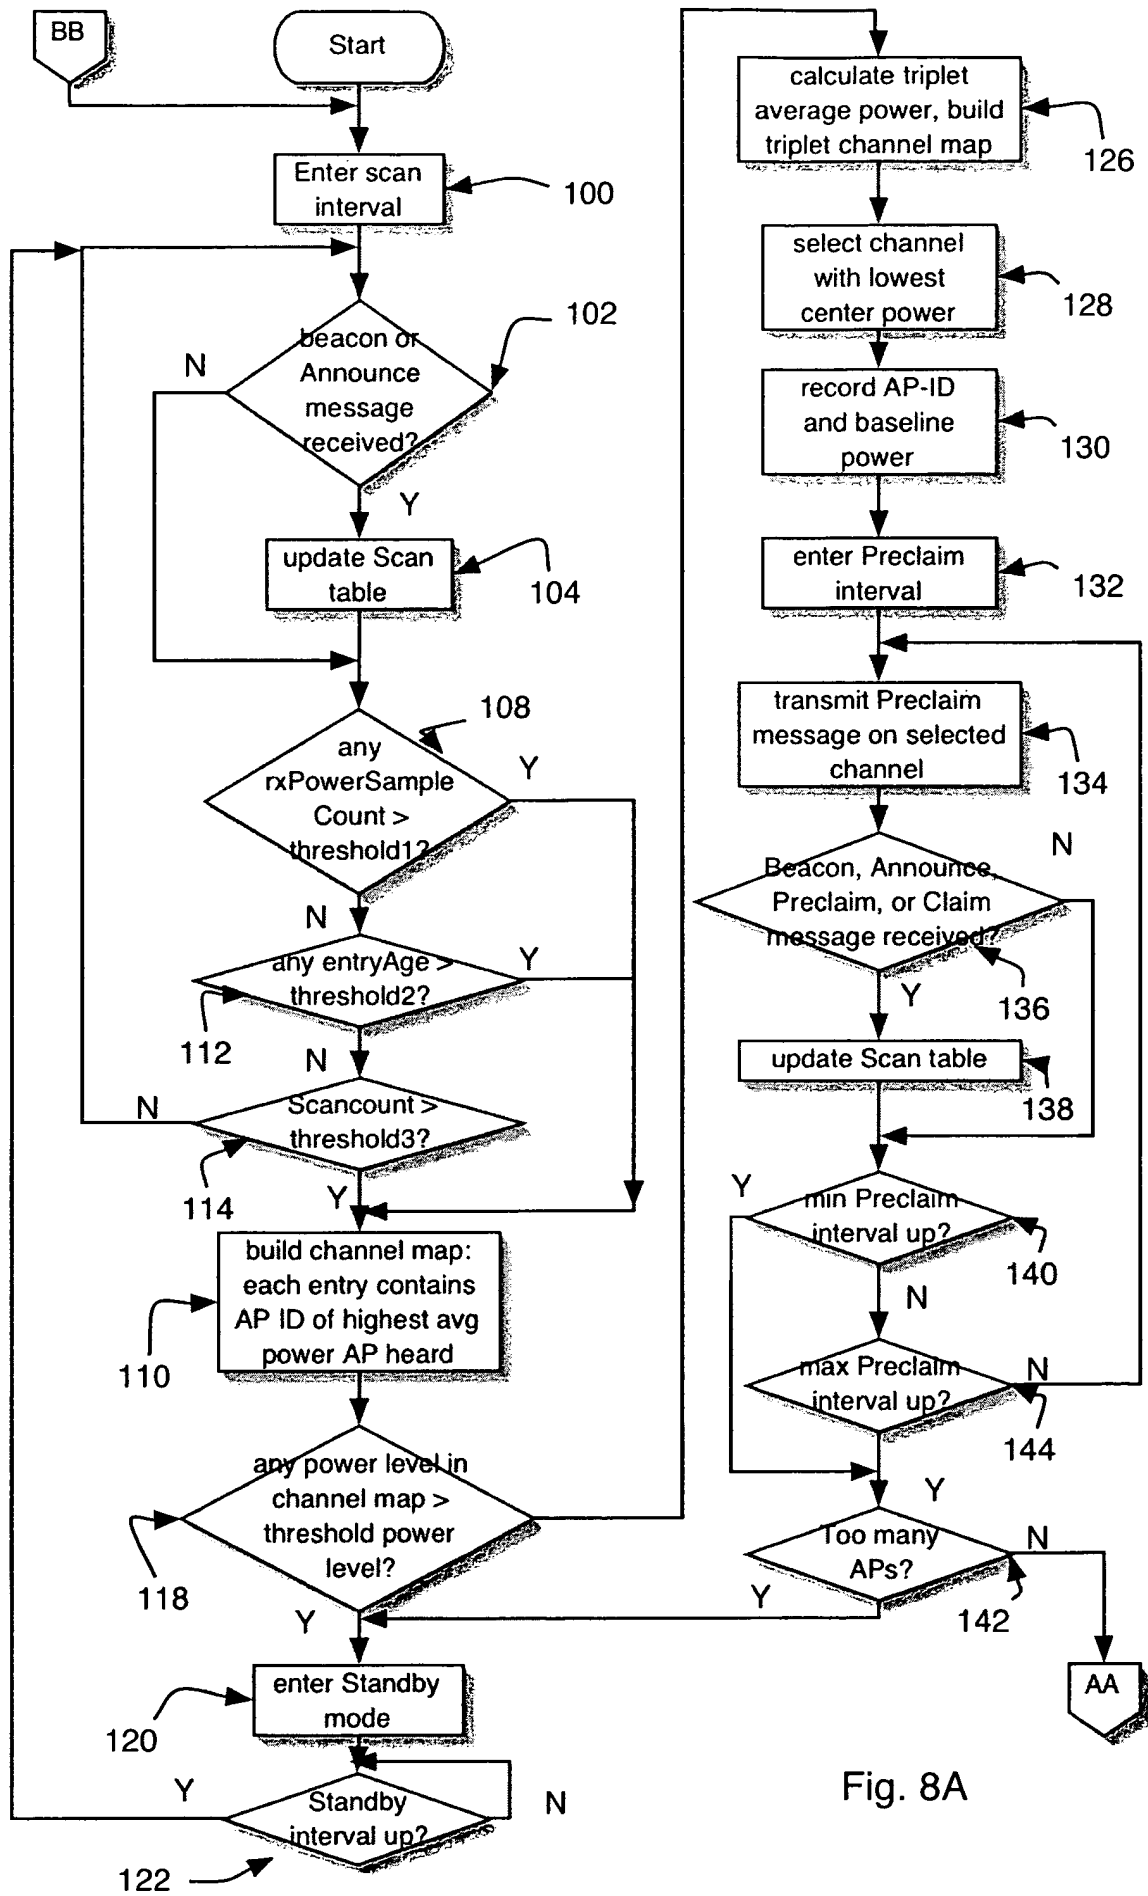 BB
Start
Enter scan
interval
100
beacon or
Announce
message
received?
102
N
Y
update Scan
table
104
any
rxPowerSample
Count >
threshold1?
108
Y
N
any entryAge >
threshold2?
Y
112
N
Scancount >
threshold3?
N
114
Y
build channel map:
each entry contains
AP ID of highest avg
power AP heard
110
any power level in
channel map >
threshold power
level?
118
Y
enter Standby
mode
120
Y
Standby
interval up?
N
122
calculate triplet
average power, build
triplet channel map
126
select channel
with lowest
center power
128
record AP-ID
and baseline
power
130
enter Preclaim
interval
132
transmit Preclaim
message on selected
channel
134
N
Beacon, Announce,
Preclaim, or Claim
message received?
136
Y
update Scan table
138
Y
min Preclaim
interval up?
140
N
max Preclaim
interval up?
N
144
Y
Too many
APs?
N
Y
142
AA
Fig. 8A